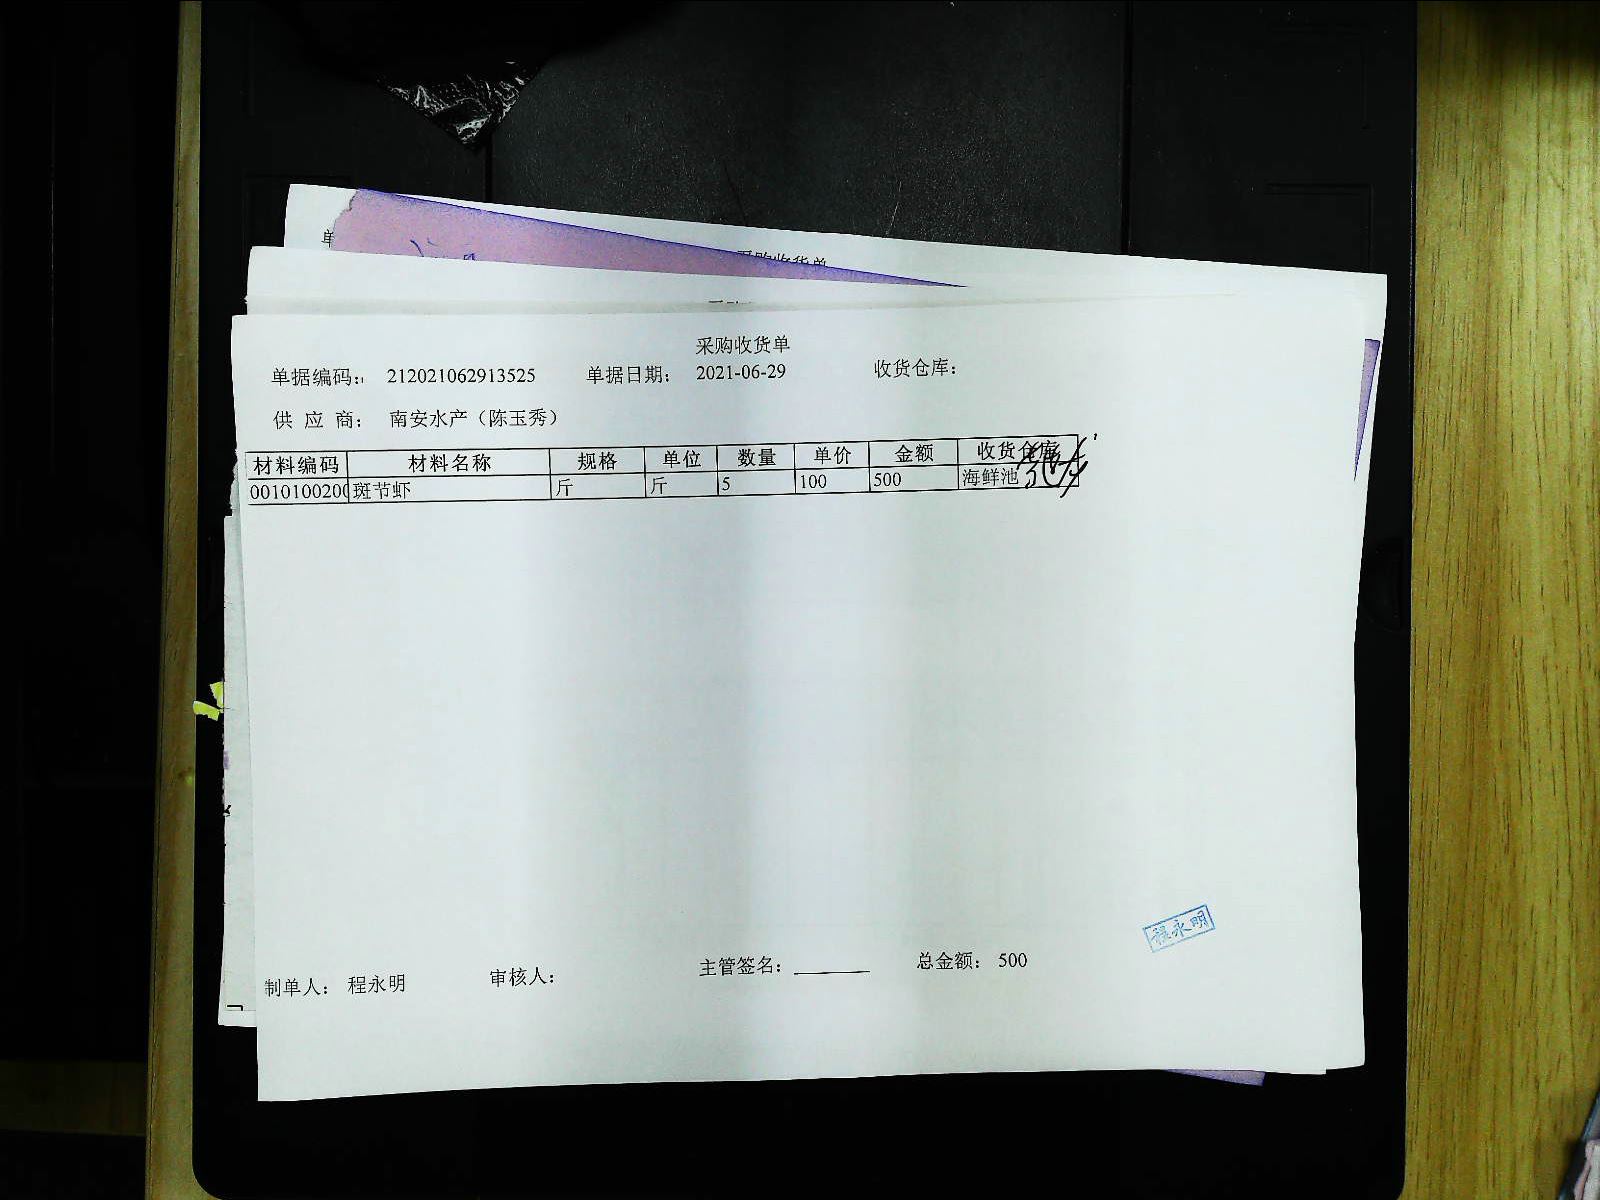 采购收货单
单据编码： 212021062913525 单据日期： 2021-06-29 收货仓库：
供 应 商： 南安水产（陈玉秀）
材料编码 材料名称 规格 单位 数量 单价 金额 收货仓库
0010100200 斑节虾 斤 斤 5 100 500 海鲜池
程永明
制单人： 程永明 审核人： 主管签名： 总金额： 500